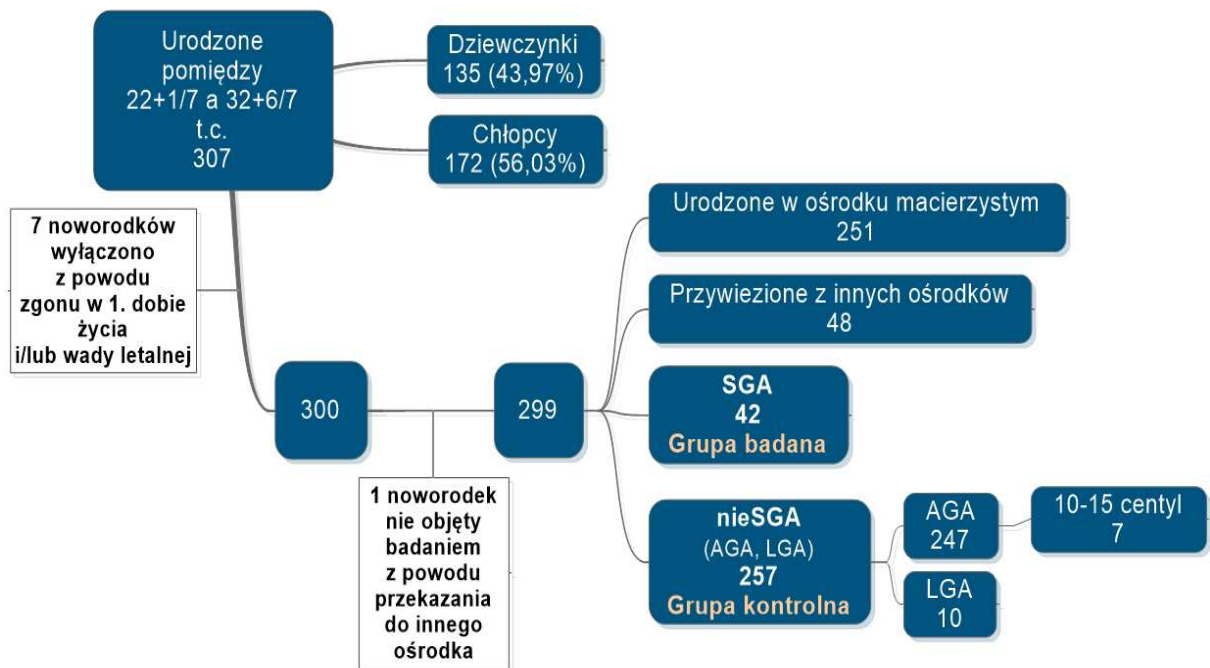 Urodzone
pomiędzy
22+1/7 a 32+6/7
t.c.
307
Dziewczynki
135 (43,97%)
Chłopcy
172 (56,03%)
7 noworodków
wyłączono
z powodu
zgonu w 1. dobie
życia
i/lub wady letalnej
300
1 noworodek
nie objęty
badaniem
z powodu
przekazania
do innego
ośrodka
299
Urodzone w ośrodku macierzystym
251
Przywiezione z innych ośrodków
48
SGA
42
Grupa badana
nieSGA
(AGA, LGA)
257
Grupa kontrolna
AGA
247
10-15 centyl
7
LGA
10